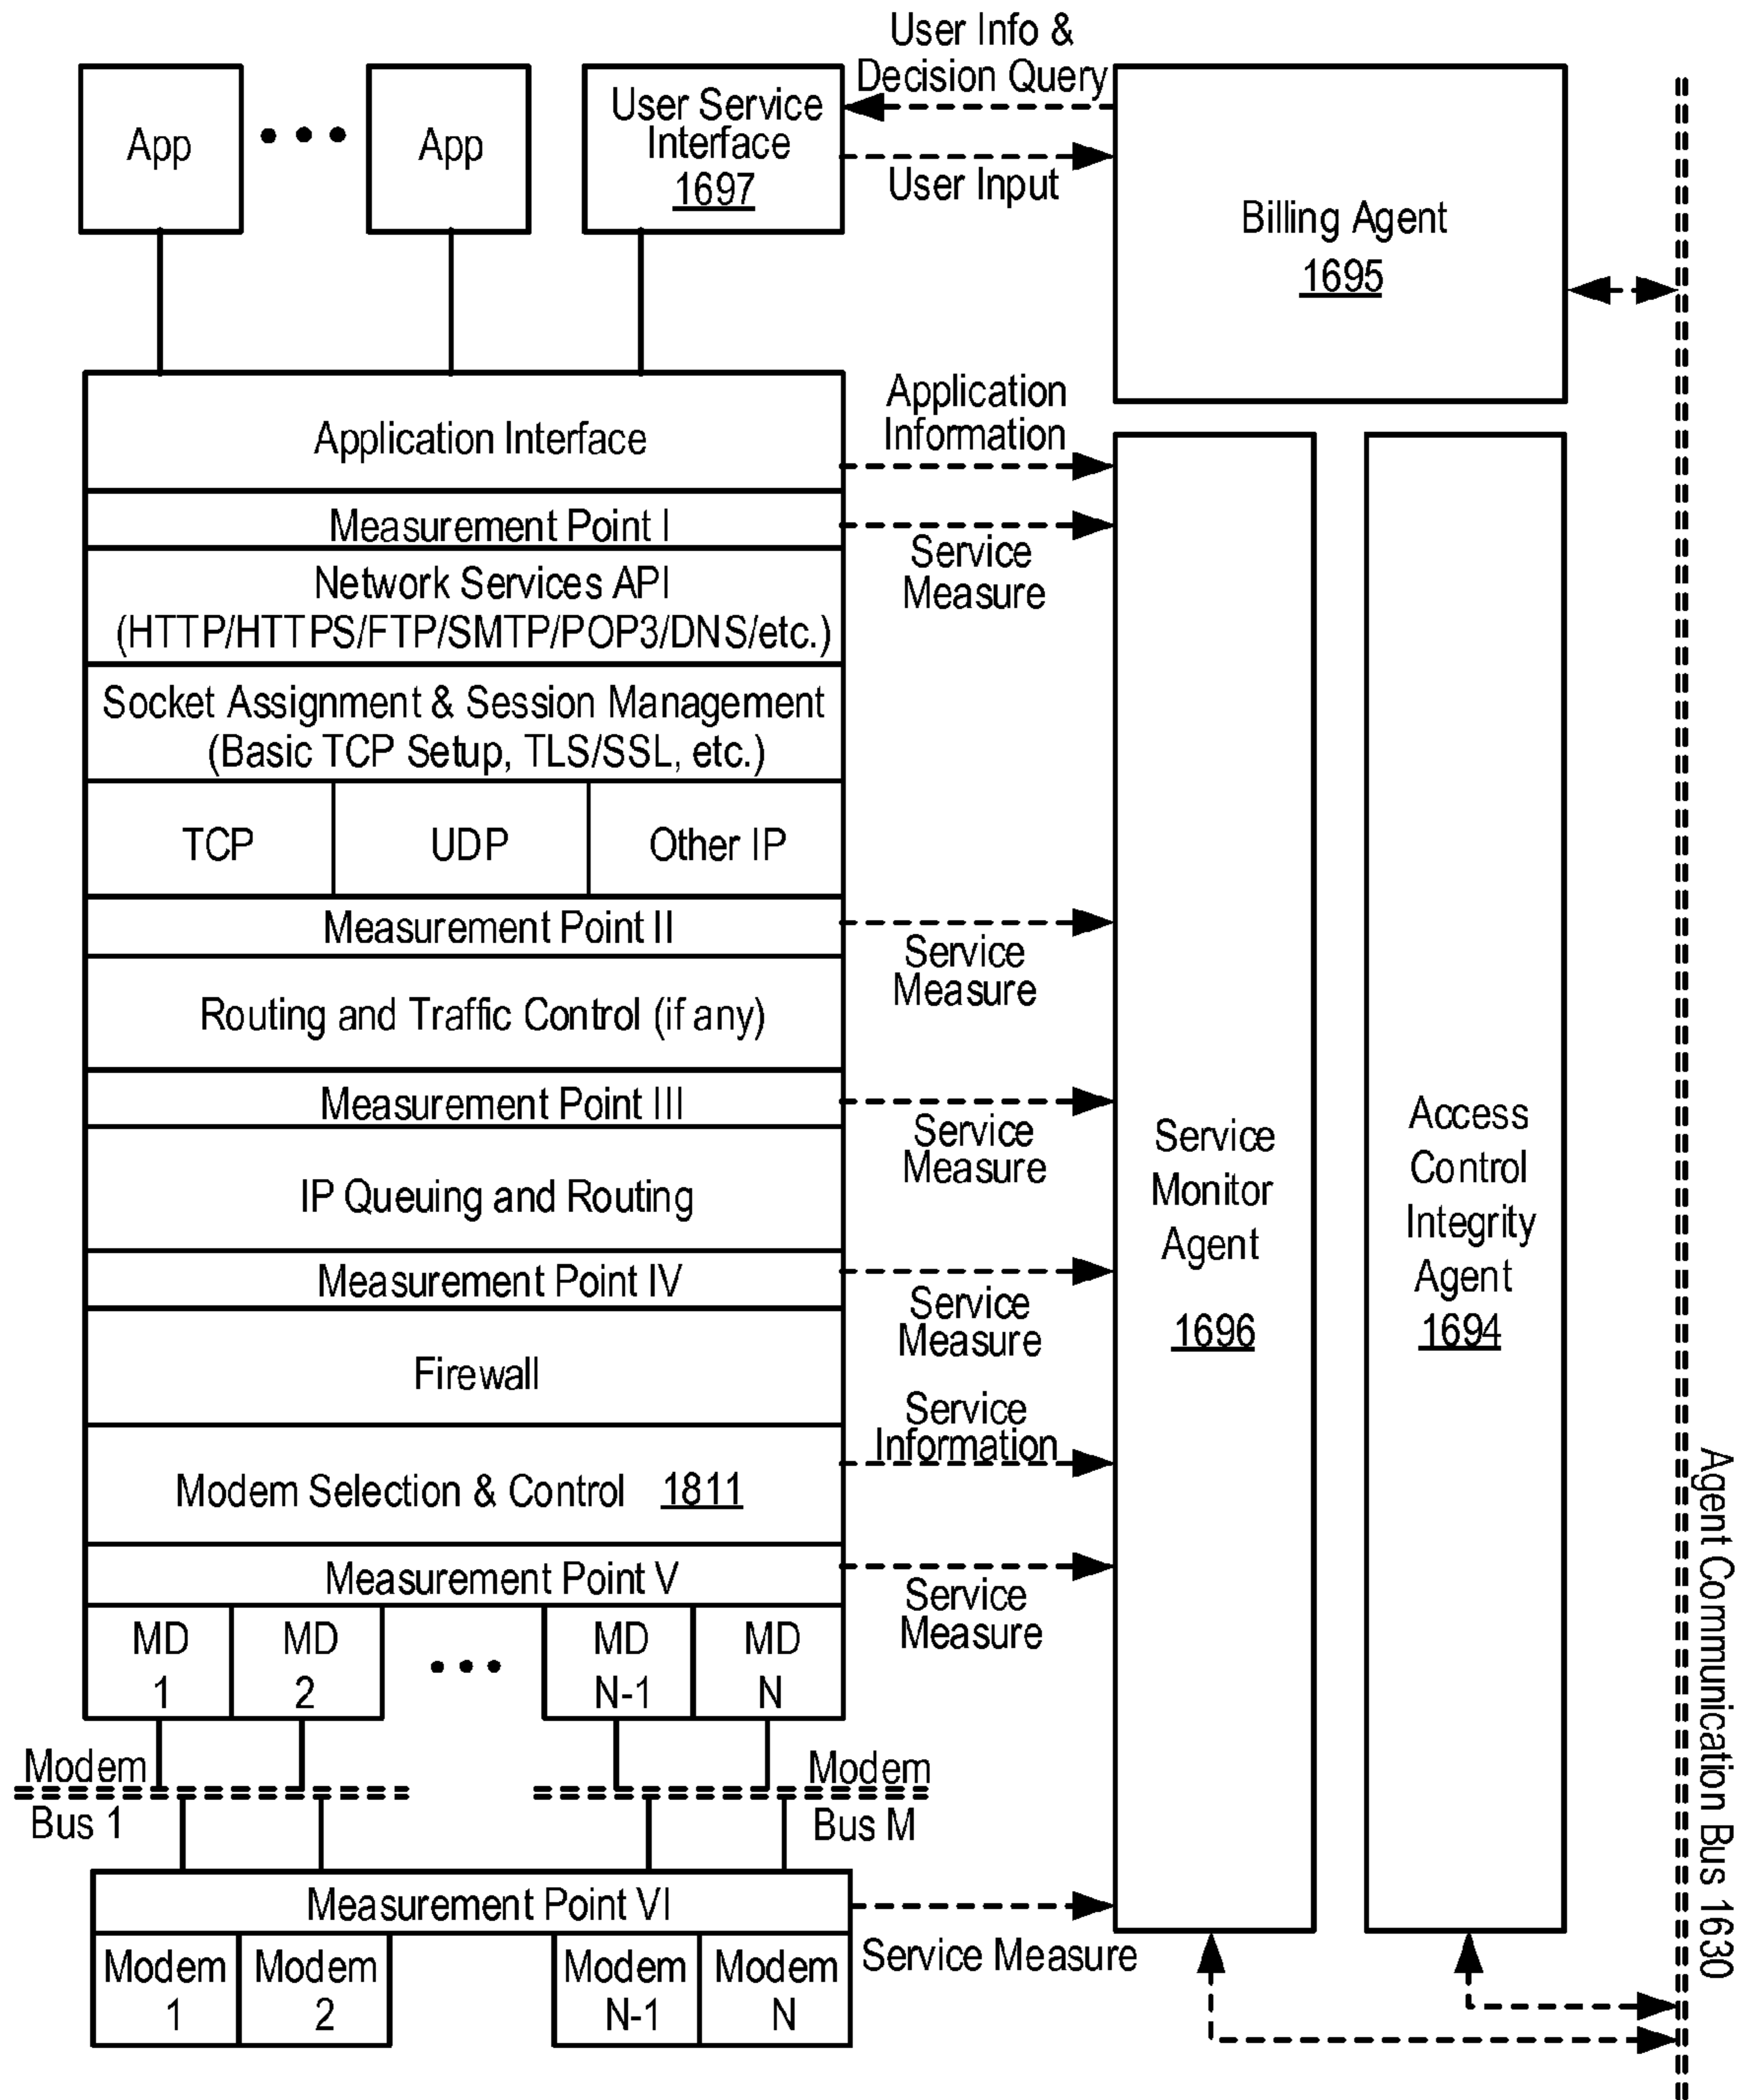 User Info &
Decision Query
App
App
User Service
Interface
1697
User Input
Billing Agent
1695
Application Interface
Application
Information
Measurement Point I
Service
Measure
Network Services API
(HTTP/HTTPS/FTP/SMTP/POP3/DNS/etc.)
Socket Assignment & Session Management
(Basic TCP Setup, TLS/SSL, etc.)
TCP
UDP
Other IP
Measurement Point II
Service
Measure
Routing and Traffic Control (if any)
Measurement Point III
Service
Measure
IP Queuing and Routing
Measurement Point IV
Service
Measure
Firewall
Service
Information
Modem Selection & Control 1811
Measurement Point V
Service
Measure
MD
1
MD
2
MD
N-1
MD
N
Modem
Bus 1
Modem
Bus M
Measurement Point VI
Service Measure
Modem
1
Modem
2
Modem
N-1
Modem
N
Service
Monitor
Agent
1696
Access
Control
Integrity
Agent
1694
Agent Communication Bus 1630